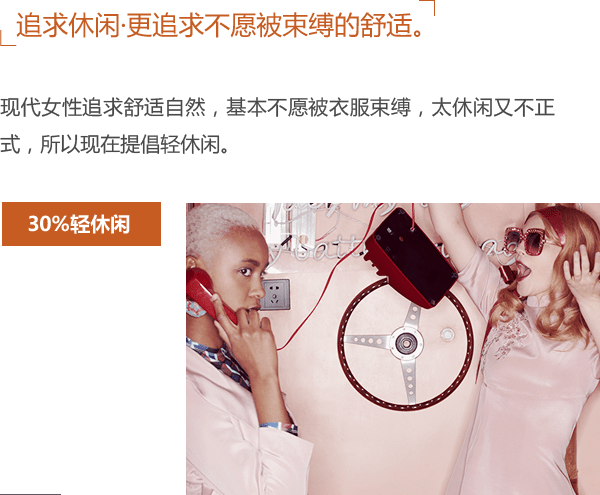 追求休闲·更追求不愿被束缚的舒适。
现代女性追求舒适自然，基本不愿被衣服束缚，太休闲又不正
式，所以现在提倡轻休闲。
30%轻休闲